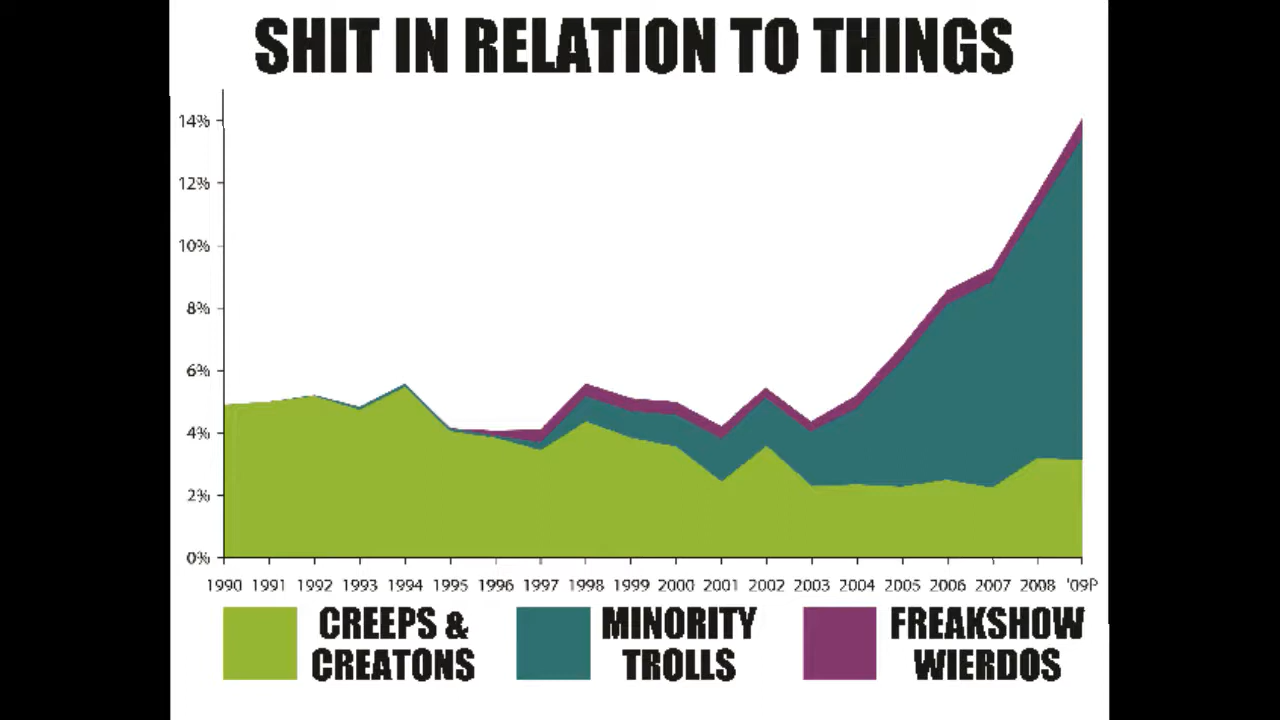 SHIT IN RELATION TO THINGS
14%
12%
10%
8%
6%
4%
2%
0%
1990 1991 1992 1993 1994 1995 1996 1997 1998 1999 2000 2001 2002 2003 2004 2005 2006 2007 2008 '09P
CREEPS &
CREATONS
MINORITY
TROLLS
FREAKSHOW
WIERDOS